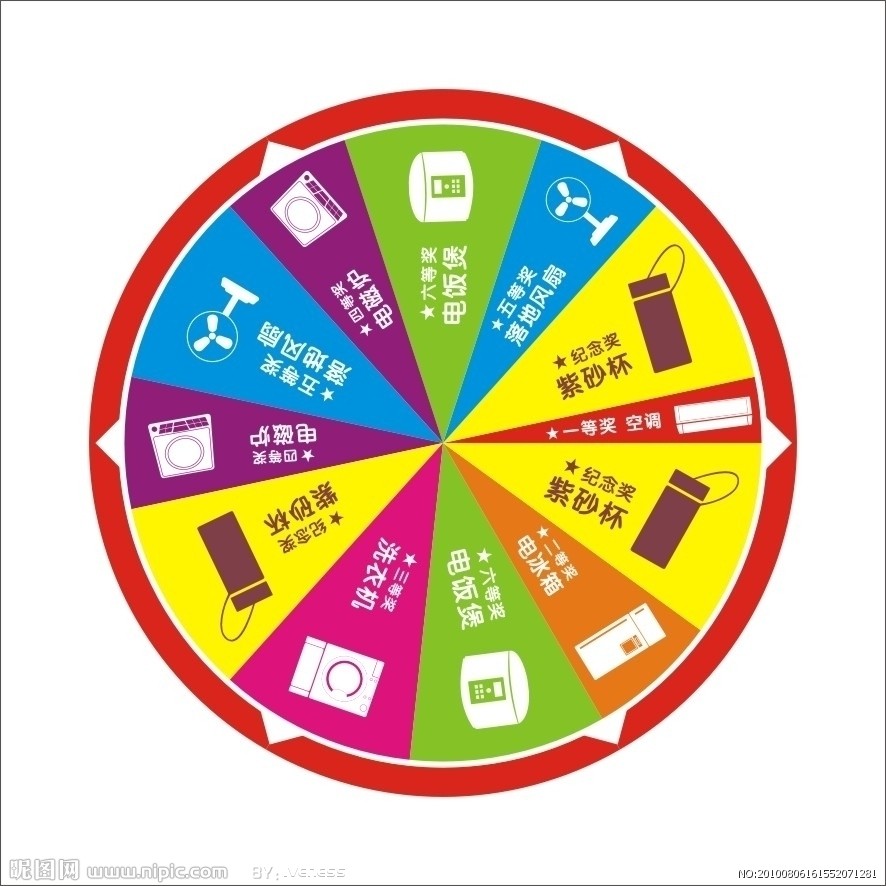 ★六等奖
电饭煲
★五等奖
落地风扇
★纪念奖
紫砂杯
★一等奖 空调
★纪念奖
紫砂杯
★二等奖
电冰箱
★六等奖
电饭煲
★三等奖
洗衣机
★纪念奖
紫砂杯
★四等奖
电磁炉
★五等奖
落地风扇
★四等奖
电磁炉
昵图网 www.nipic.com
NO:20100806161552071281